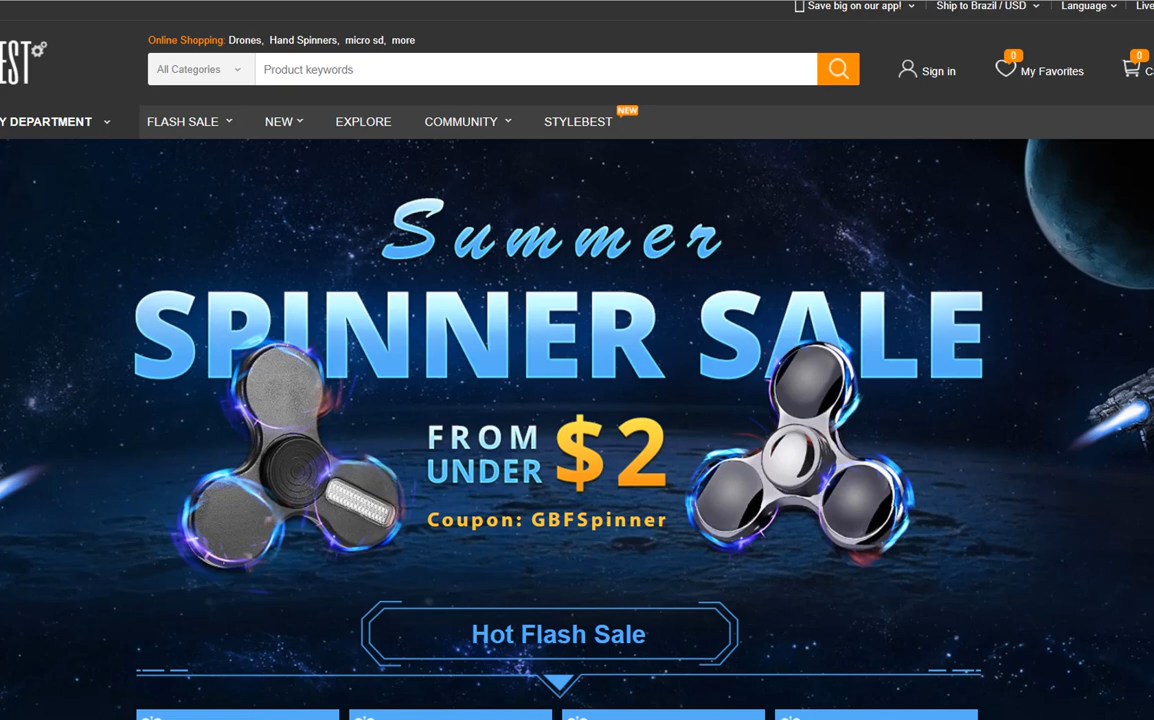 Save big on our app!
Ship to Brazil / USD
Language
Live
EST
Online Shopping: Drones, Hand Spinners, micro sd, more
All Categories
Product keywords
Sign in
0
My Favorites
0
Y DEPARTMENT
FLASH SALE
NEW
EXPLORE
COMMUNITY
STYLEBEST
NEW
Summer
SPINNER SALE
FROM
UNDER
$2
Coupon: GBFSpinner
Hot Flash Sale